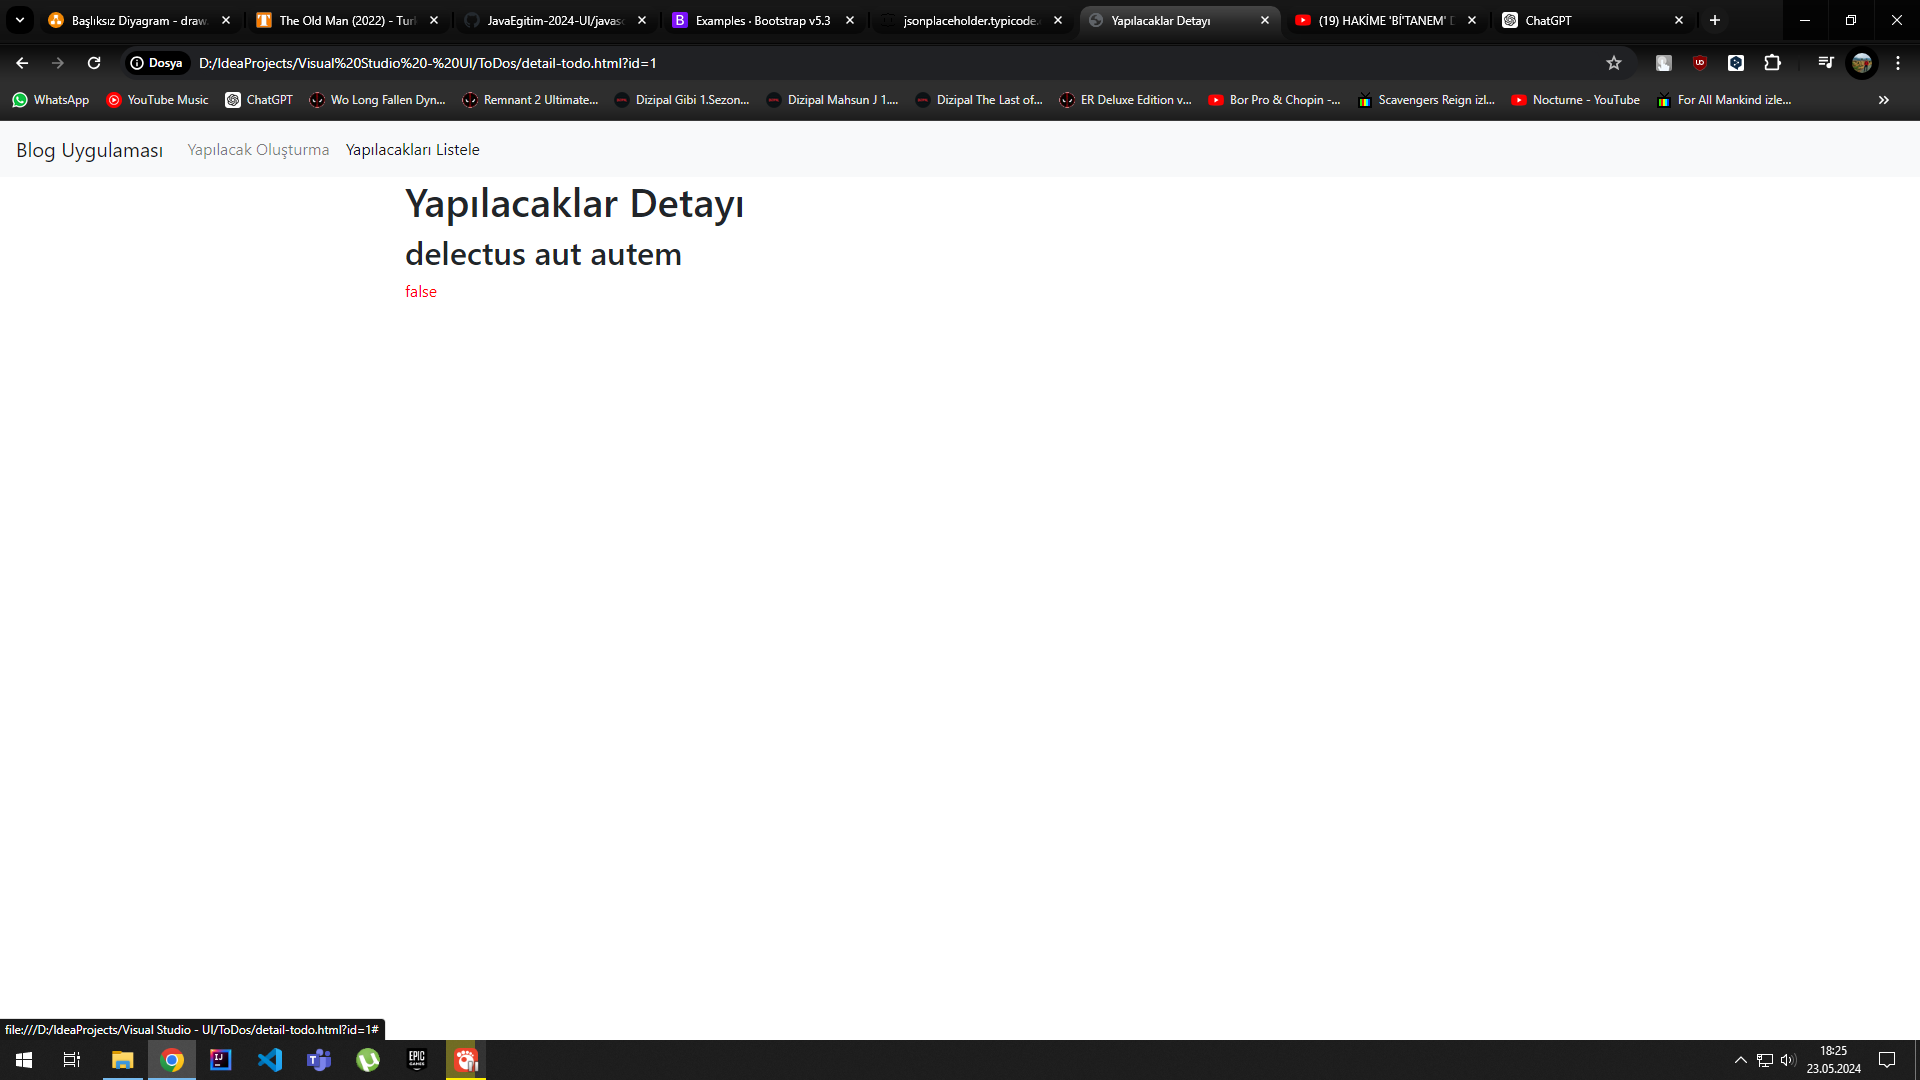 Başlıksız Diyagram - draw.
The Old Man (2022) - Turk
JavaEgitim-2024-UI/javasc
Examples · Bootstrap v5.3
jsonplaceholder.typicode.
Yapılacaklar Detayı
(19) HAKİME 'Bİ'TANEM'
ChatGPT
Dosya
D:/IdeaProjects/Visual%20Studio%20-%20UI/ToDos/detail-todo.html?id=1
WhatsApp
YouTube Music
ChatGPT
Wo Long Fallen Dyn...
Remnant 2 Ultimate...
Dizipal Gibi 1.Sezon...
Dizipal Mahsun J 1....
Dizipal The Last of...
ER Deluxe Edition v...
Bor Pro & Chopin -...
Scavengers Reign izl...
Nocturne - YouTube
For All Mankind izle...
Blog Uygulaması
Yapılacak Oluşturma
Yapılacakları Listele
Yapılacaklar Detayı
delectus aut autem
false
file:///D:/IdeaProjects/Visual Studio - UI/ToDos/detail-todo.html?id=1#
18:25
23.05.2024